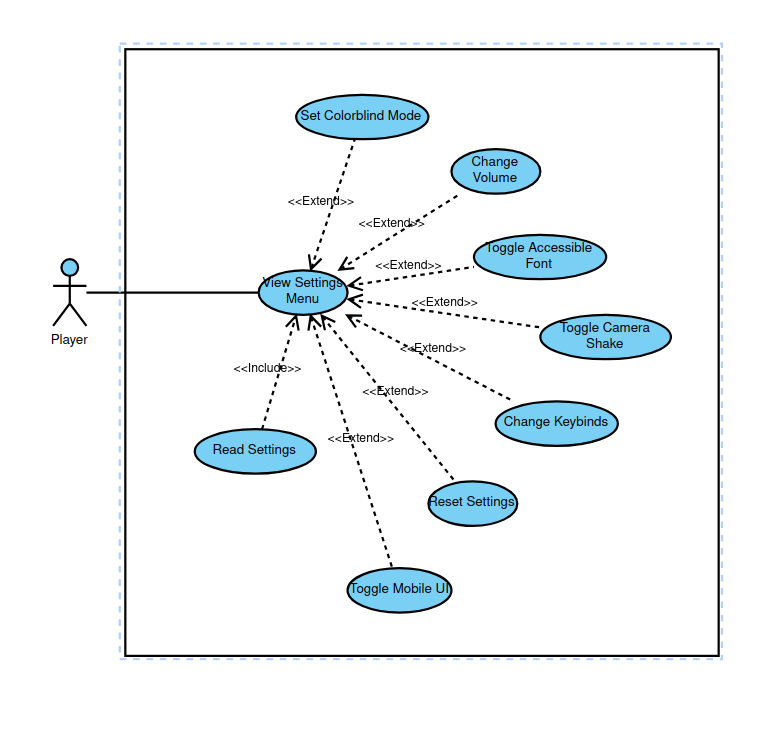 Set Colorblind Mode
Change
Volume
<<Extend>>
<<Extend>>
Toggle Accessible
Font
<<Extend>>
View Settings
Menu
<<Extend>>
Toggle Camera
Shake
Player
<<Extend>>
<<Include>>
<<Extend>>
Change Keybinds
<<Extend>>
Read Settings
Reset Settings
Toggle Mobile UI